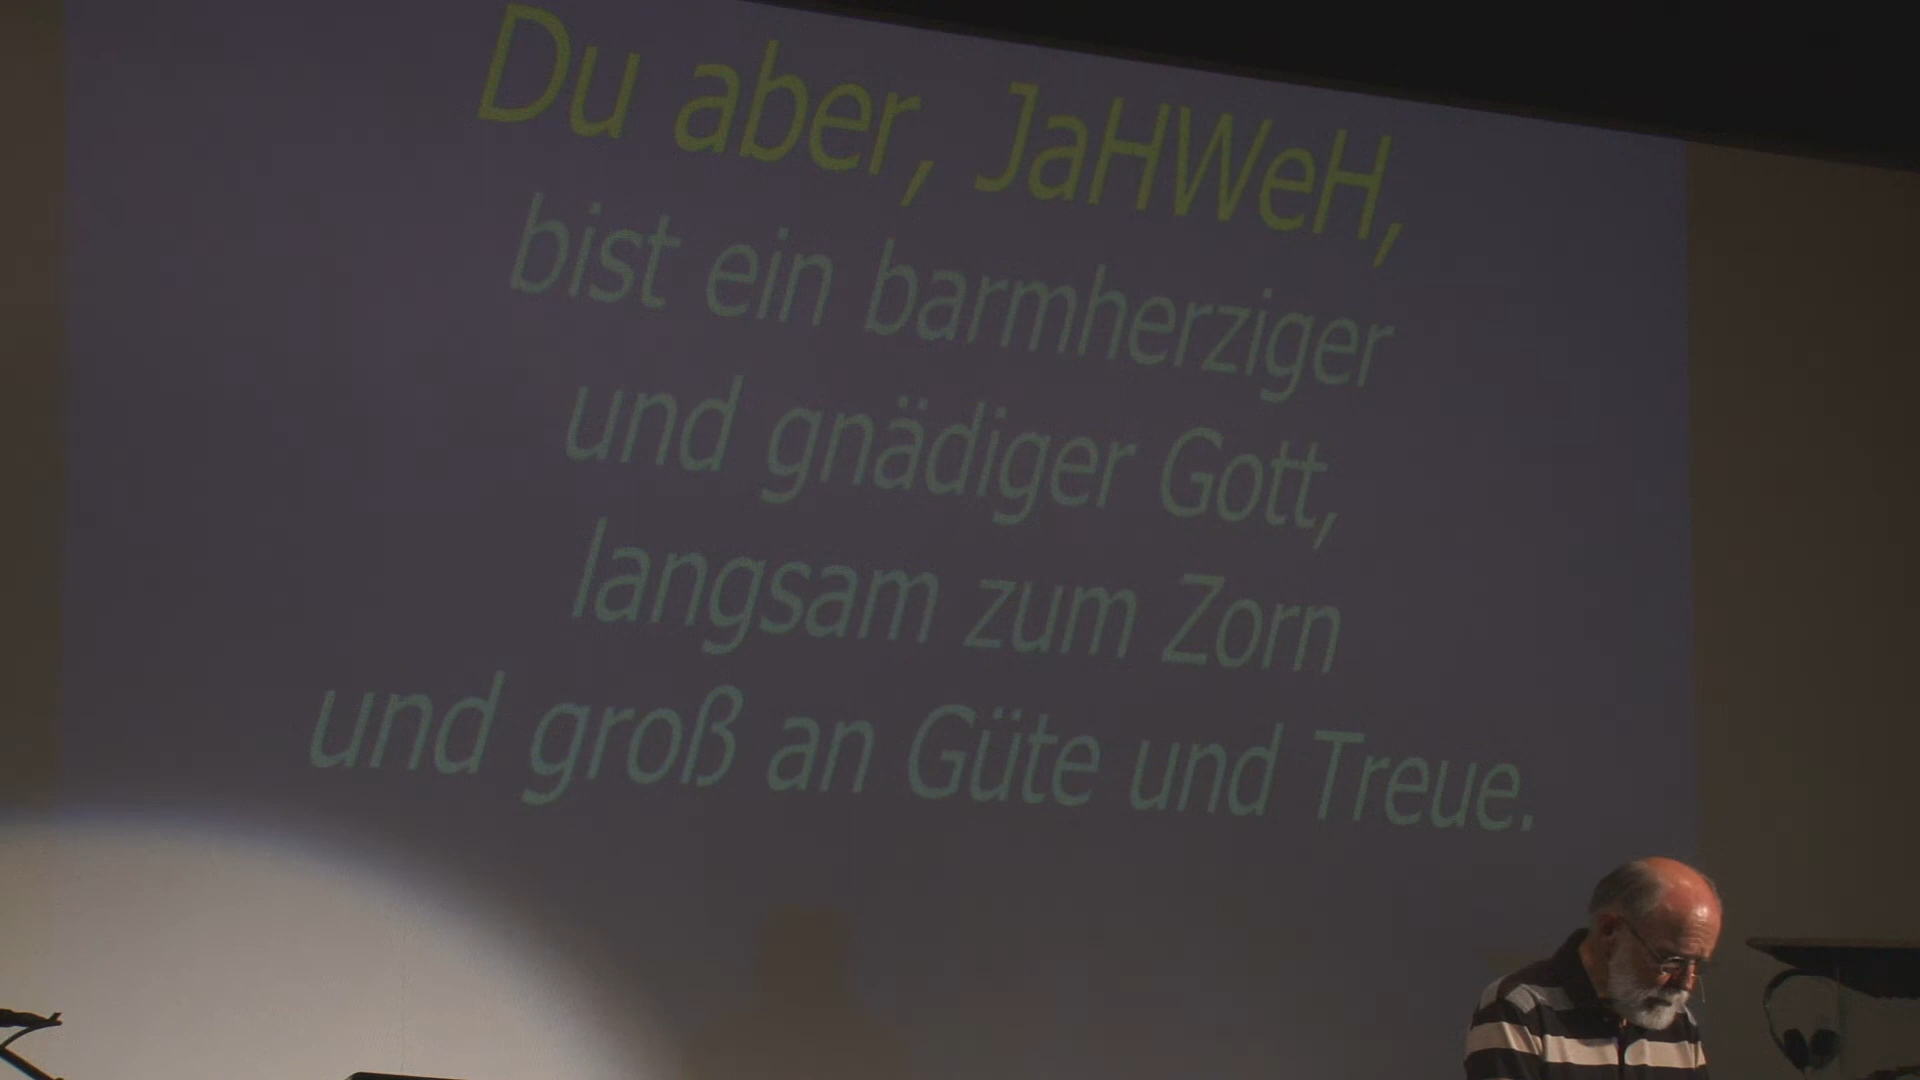 Du aber, JaHWeH,
bist ein barmherziger
und gnädiger Gott,
langsam zum Zorn
und groß an Güte und Treue.